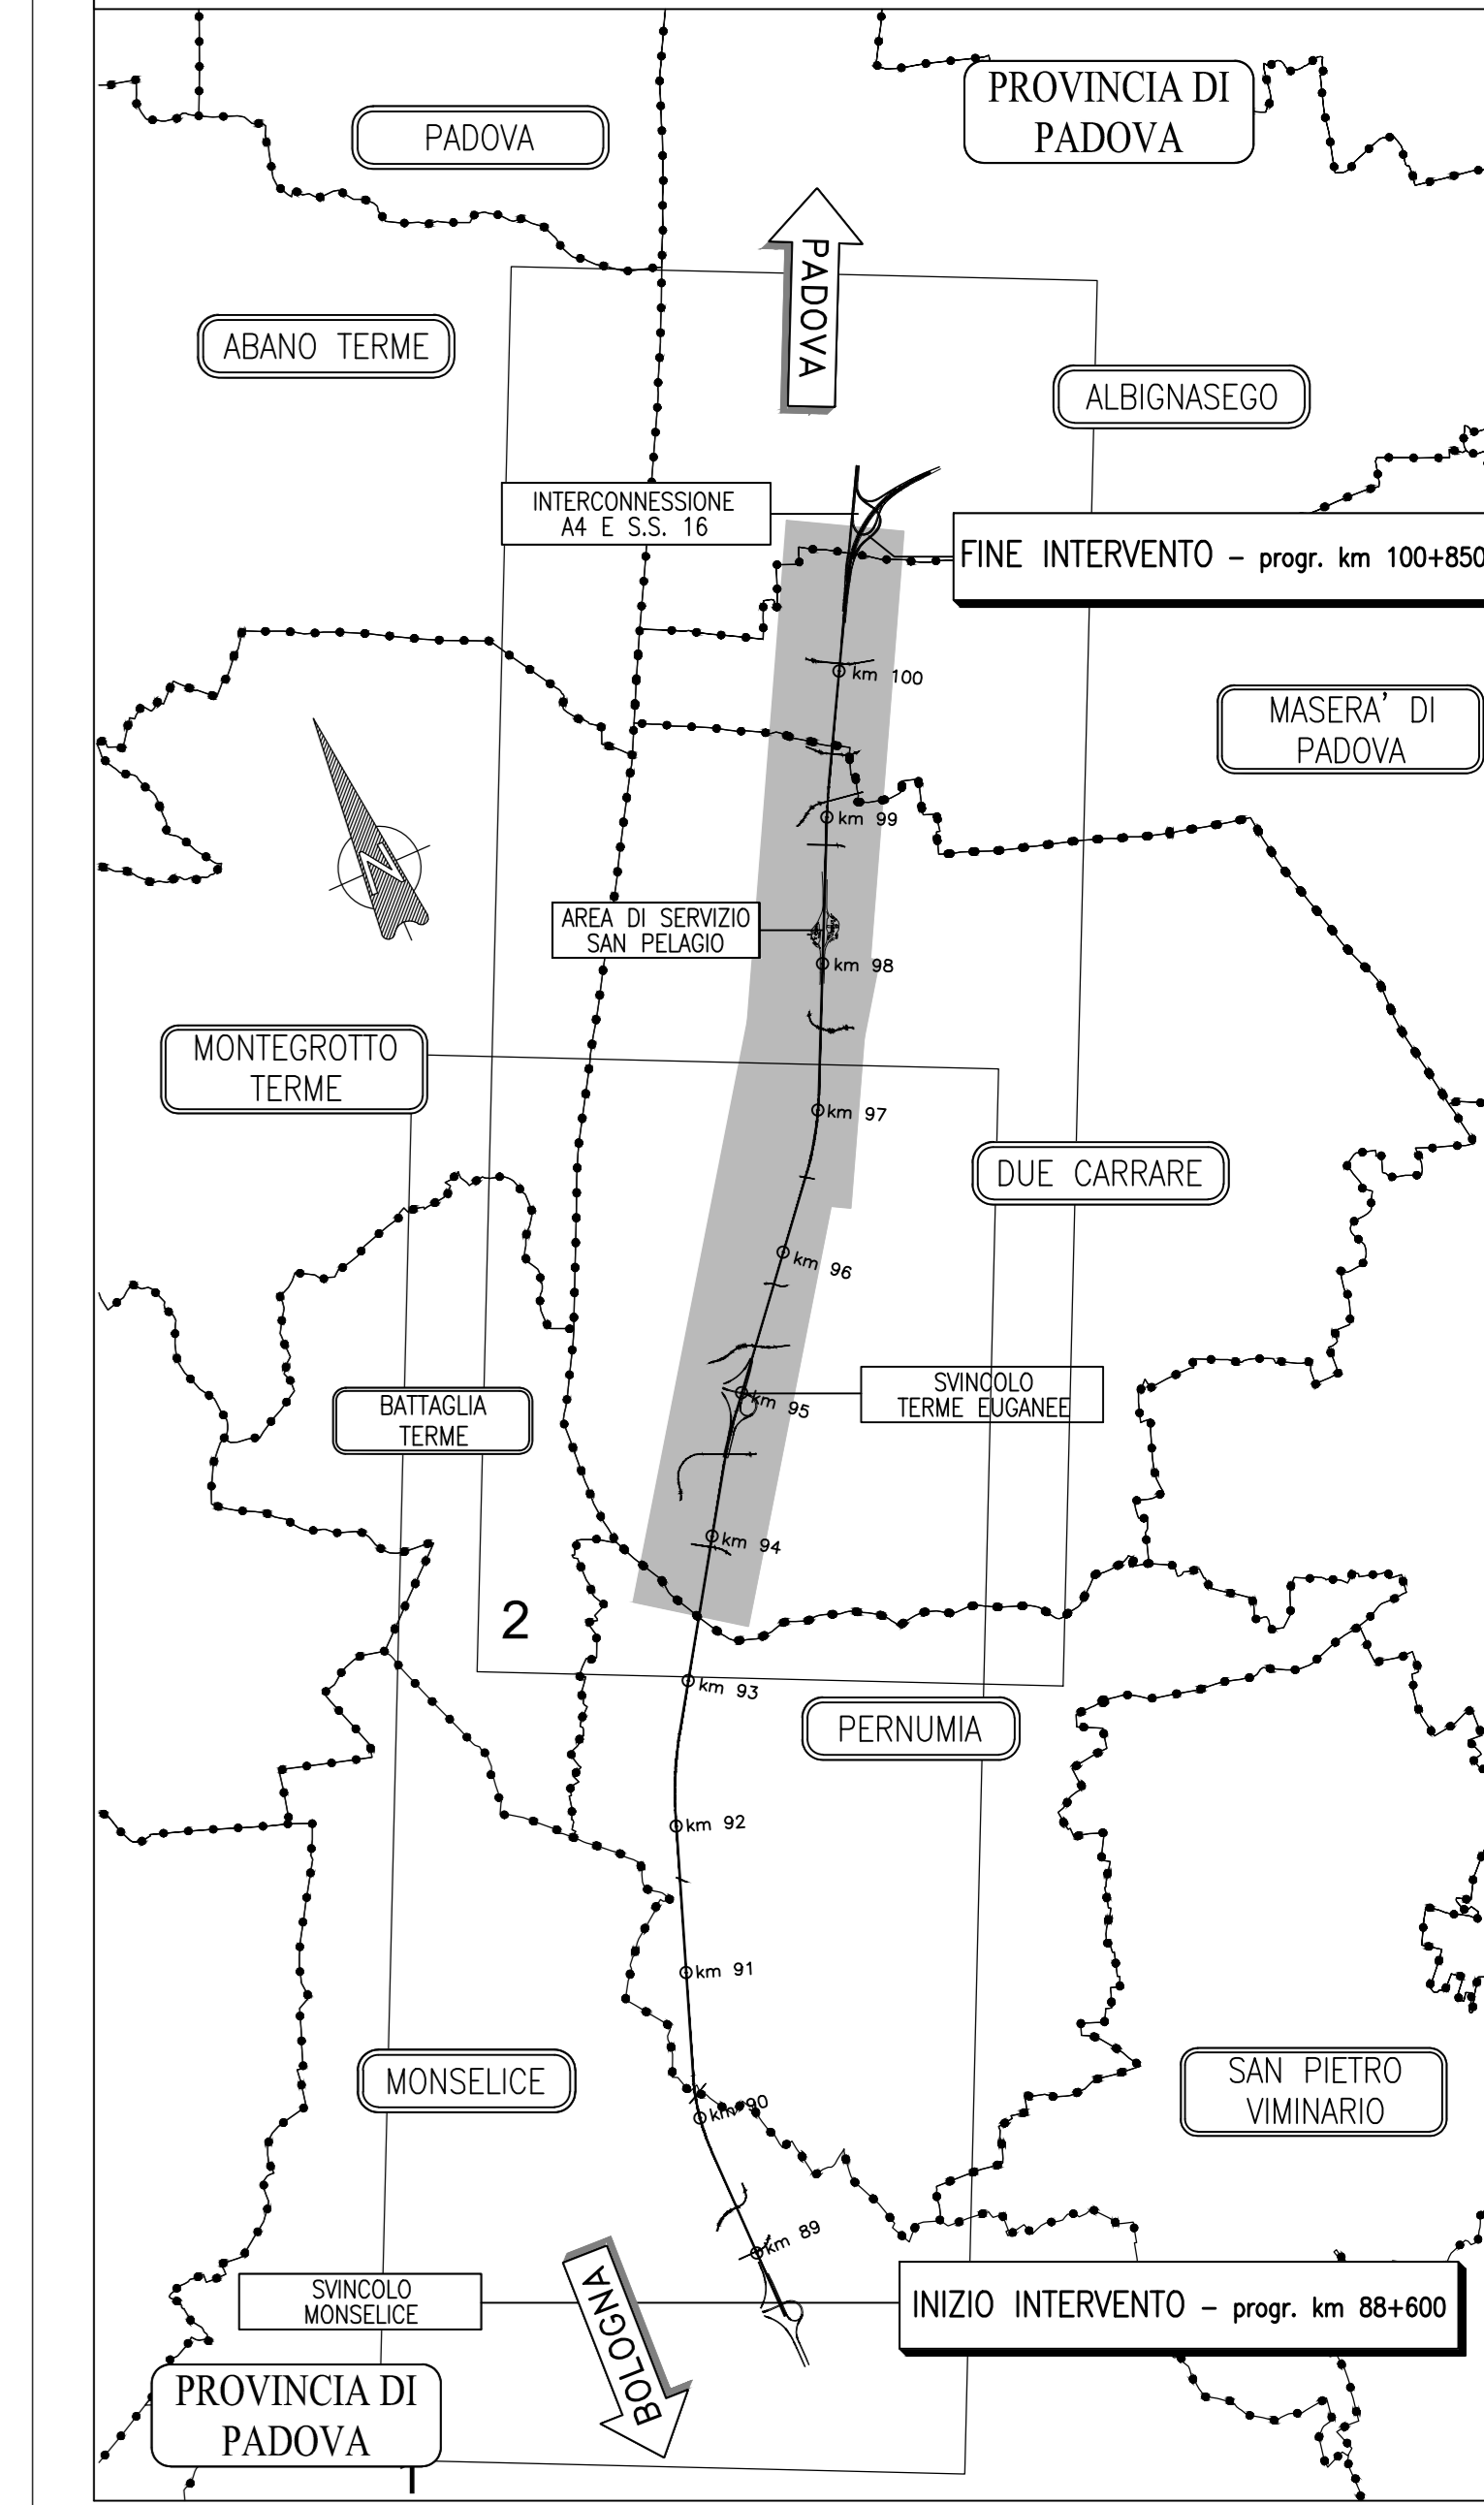 PADOVA
PROVINCIA DI
PADOVA
PADOVA
ABANO TERME
ALBIGNASEGO
INTERCONNESSIONE
A4 E S.S. 16
FINE INTERVENTO – progr. km 100+850
km 100
MASERA' DI
PADOVA
km 99
N
AREA DI SERVIZIO
SAN PELAGIO
km 98
MONTEGROTTO
TERME
km 97
DUE CARRARE
km 96
SVINCOLO
TERME EUGANEE
km 95
BATTAGLIA
TERME
km 94
2
km 93
PERNUMIA
km 92
km 91
MONSELICE
SAN PIETRO
VIMINARIO
km 90
km 89
SVINCOLO
MONSELICE
BOLOGNA
INIZIO INTERVENTO – progr. km 88+600
PROVINCIA DI
PADOVA